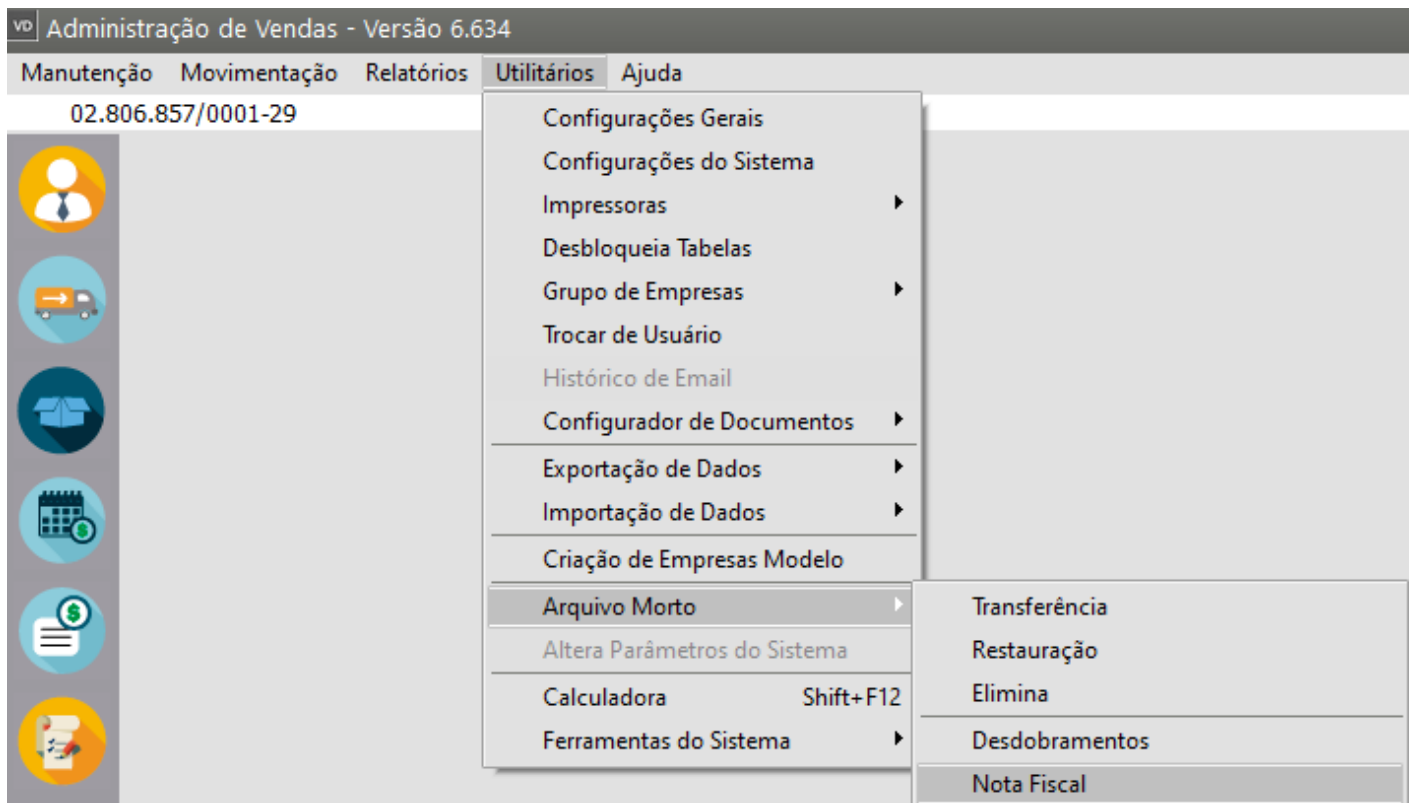 VD Administração de Vendas - Versão 6.634
Manutenção Movimentação Relatórios Utilitários Ajuda
02.806.857/0001-29
Configurações Gerais
Configurações do Sistema
Impressoras
Desbloqueia Tabelas
Grupo de Empresas
Trocar de Usuário
Histórico de Email
Configurador de Documentos
Exportação de Dados
Importação de Dados
Criação de Empresas Modelo
Arquivo Morto
Altera Parâmetros do Sistema
Calculadora Shift+F12
Ferramentas do Sistema
Transferência
Restauração
Elimina
Desdobramentos
Nota Fiscal